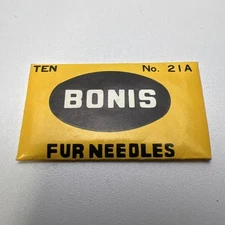 TEN No. 21A
BONIS
FUR NEEDLES